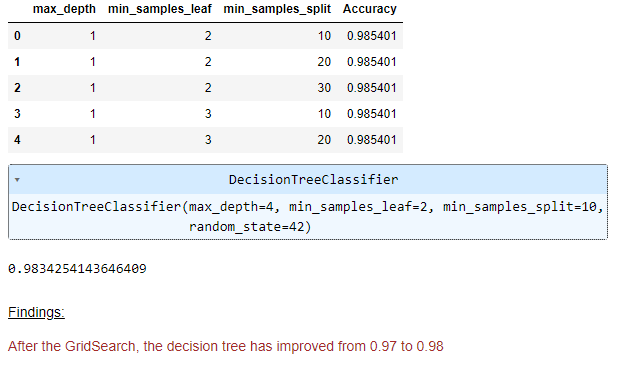 max_depth min_samples_leaf min_samples_split Accuracy
0 1 2 10 0.985401
1 1 2 20 0.985401
2 1 2 30 0.985401
3 1 3 10 0.985401
4 1 3 20 0.985401
DecisionTreeClassifier
DecisionTreeClassifier(max_depth=4, min_samples_leaf=2, min_samples_split=10,
random_state=42)
0.9834254143646409
Findings:
After the GridSearch, the decision tree has improved from 0.97 to 0.98